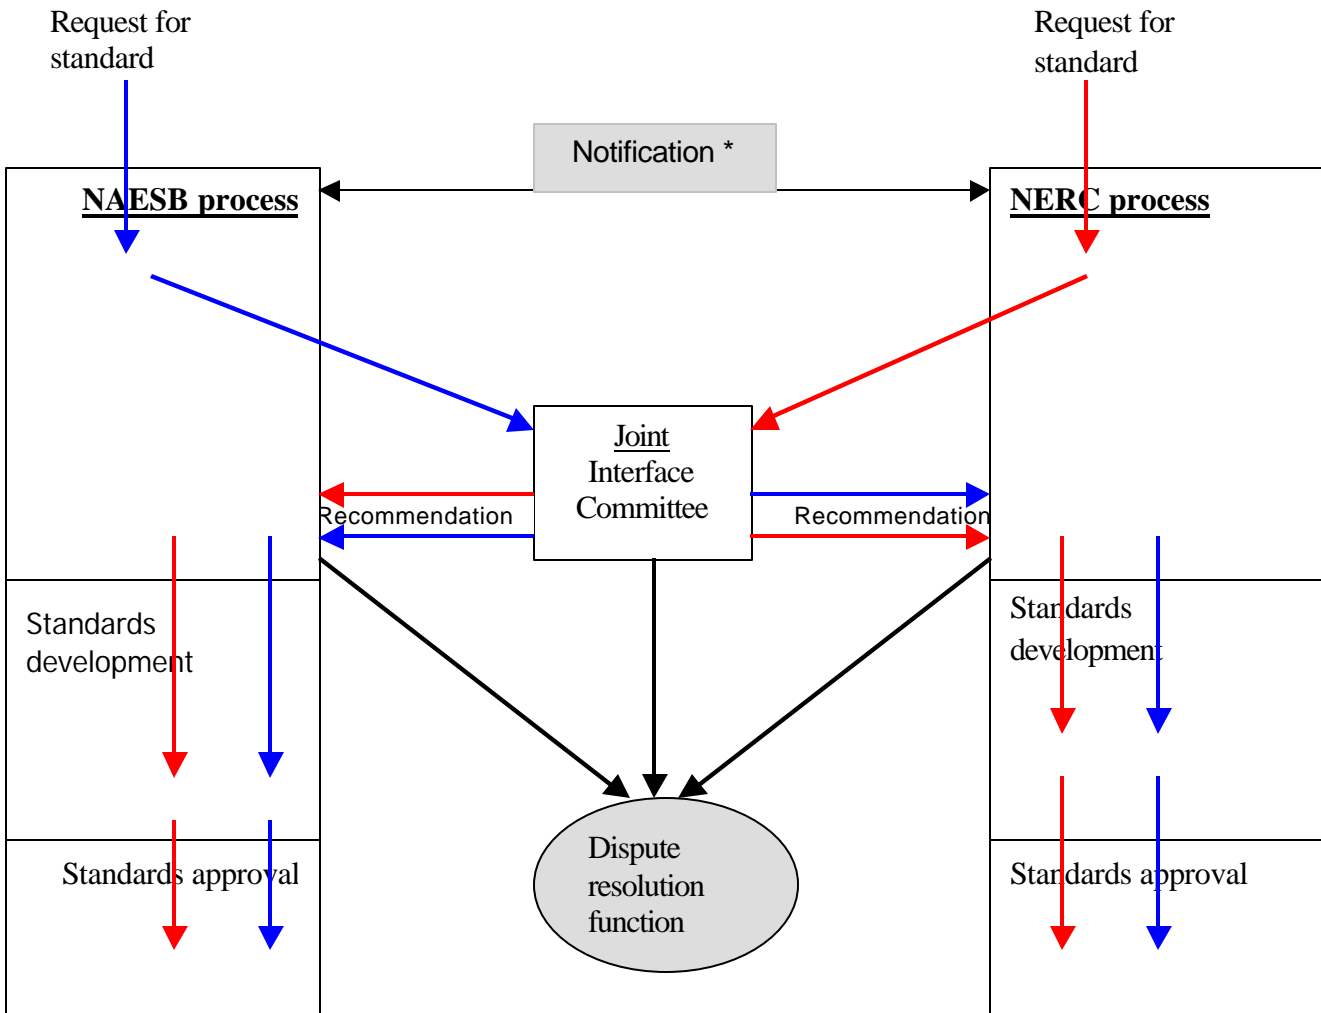 Request for
standard
Request for
standard
Notification *
NAESB process
NERC process
Joint
Interface
Committee
Recommendation
Recommendation
Standards
development
Standards
development
Standards approval
Dispute
resolution
function
Standards approval